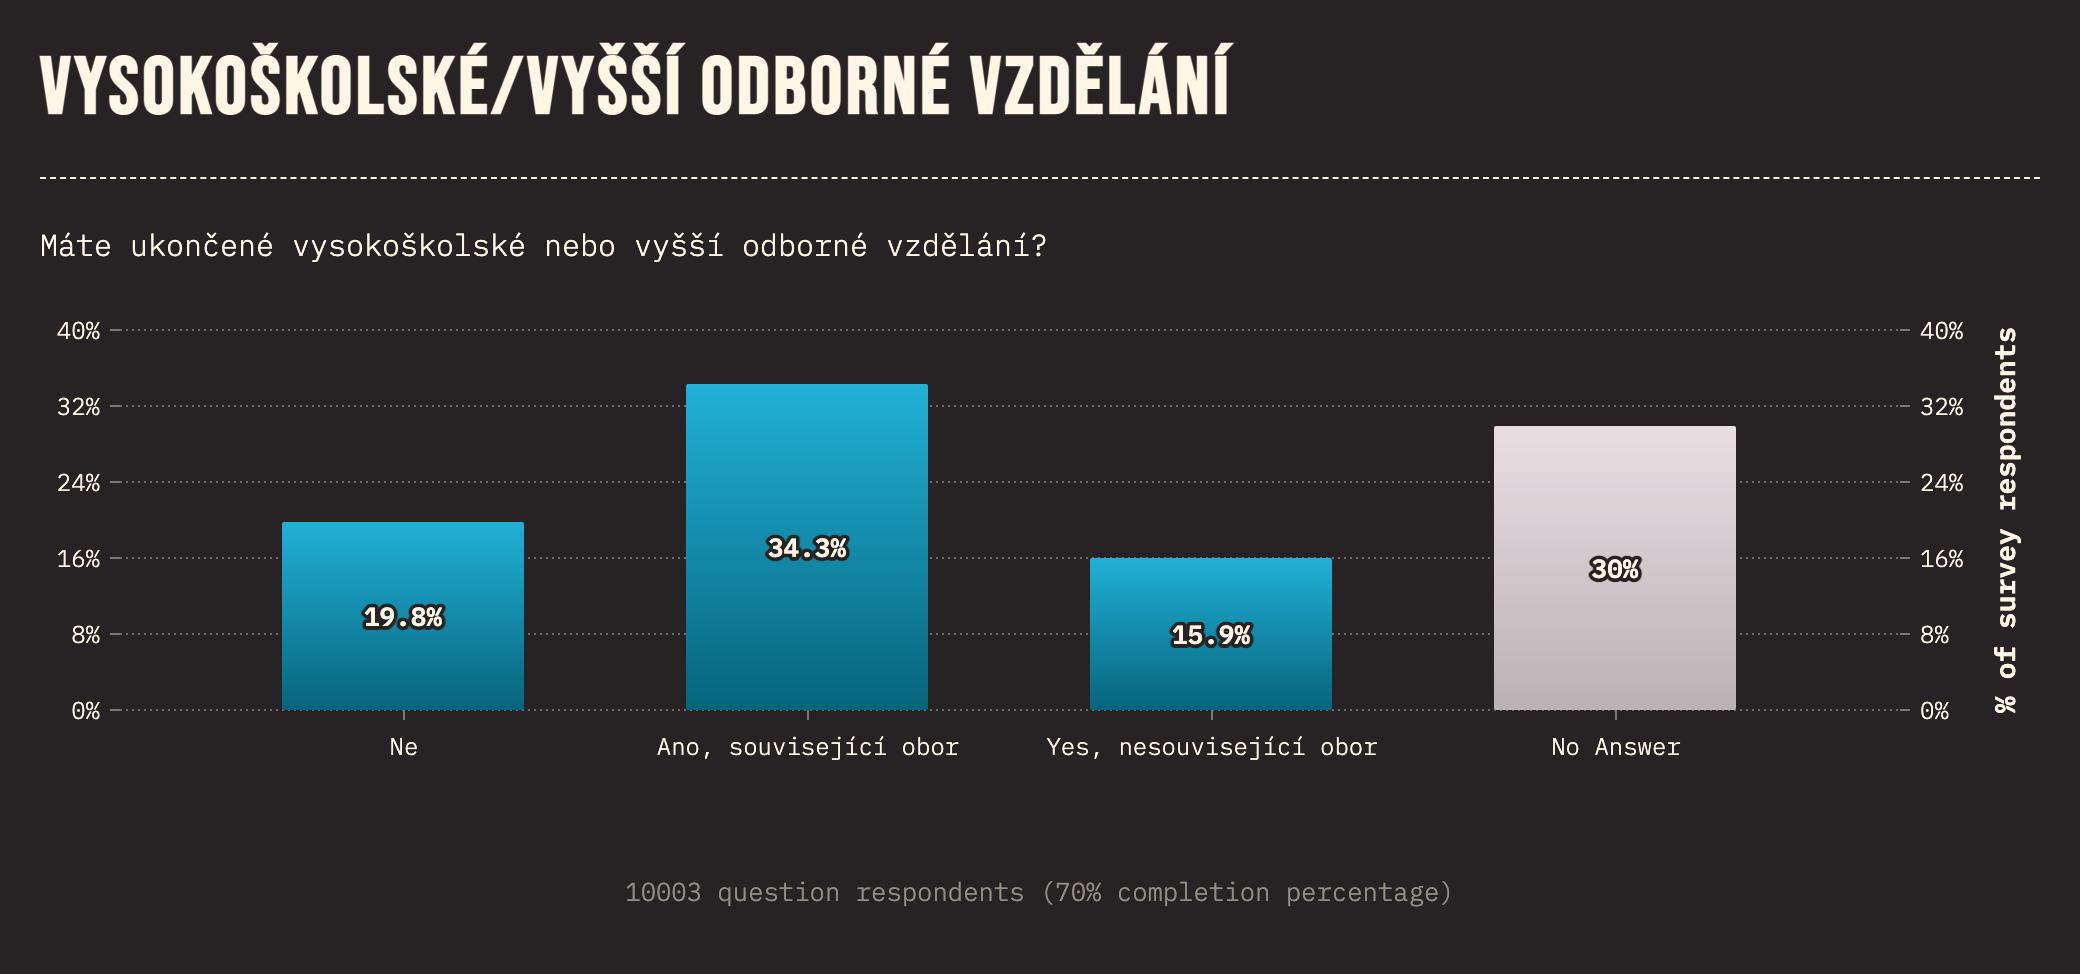 VYSOKOŠKOLSKÉ/VYŠŠÍ ODBORNÉ VZDĚLÁNÍ
Máte ukončené vysokoškolské nebo vyšší odborné vzdělání?
40% 40%
32% 32%
24% 24%
16% 16%
8% 8%
0% 0%
% of survey respondents
19.8%
34.3%
15.9%
30%
Ne
Ano, související obor
Yes, nesouvisející obor
No Answer
10003 question respondents (70% completion percentage)